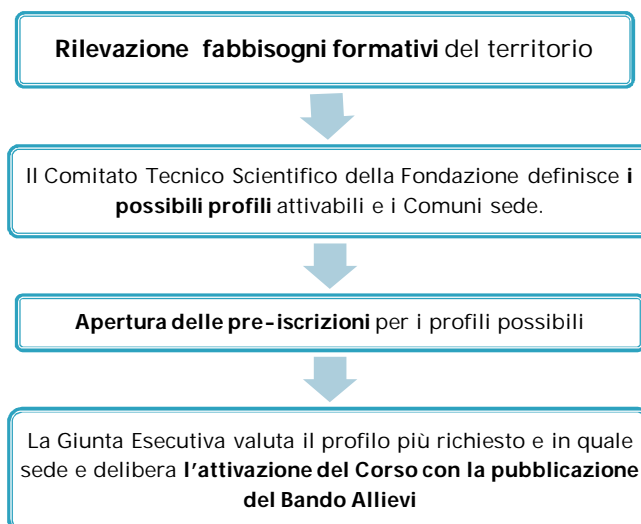 Rilevazione fabbisogni formativi del territorio
Il Comitato Tecnico Scientifico della Fondazione definisce i
possibili profili attivabili e i Comuni sede.
Apertura delle pre-iscrizioni per i profili possibili
La Giunta Esecutiva valuta il profilo più richiesto e in quale
sede e delibera l'attivazione del Corso con la pubblicazione
del Bando Allievi